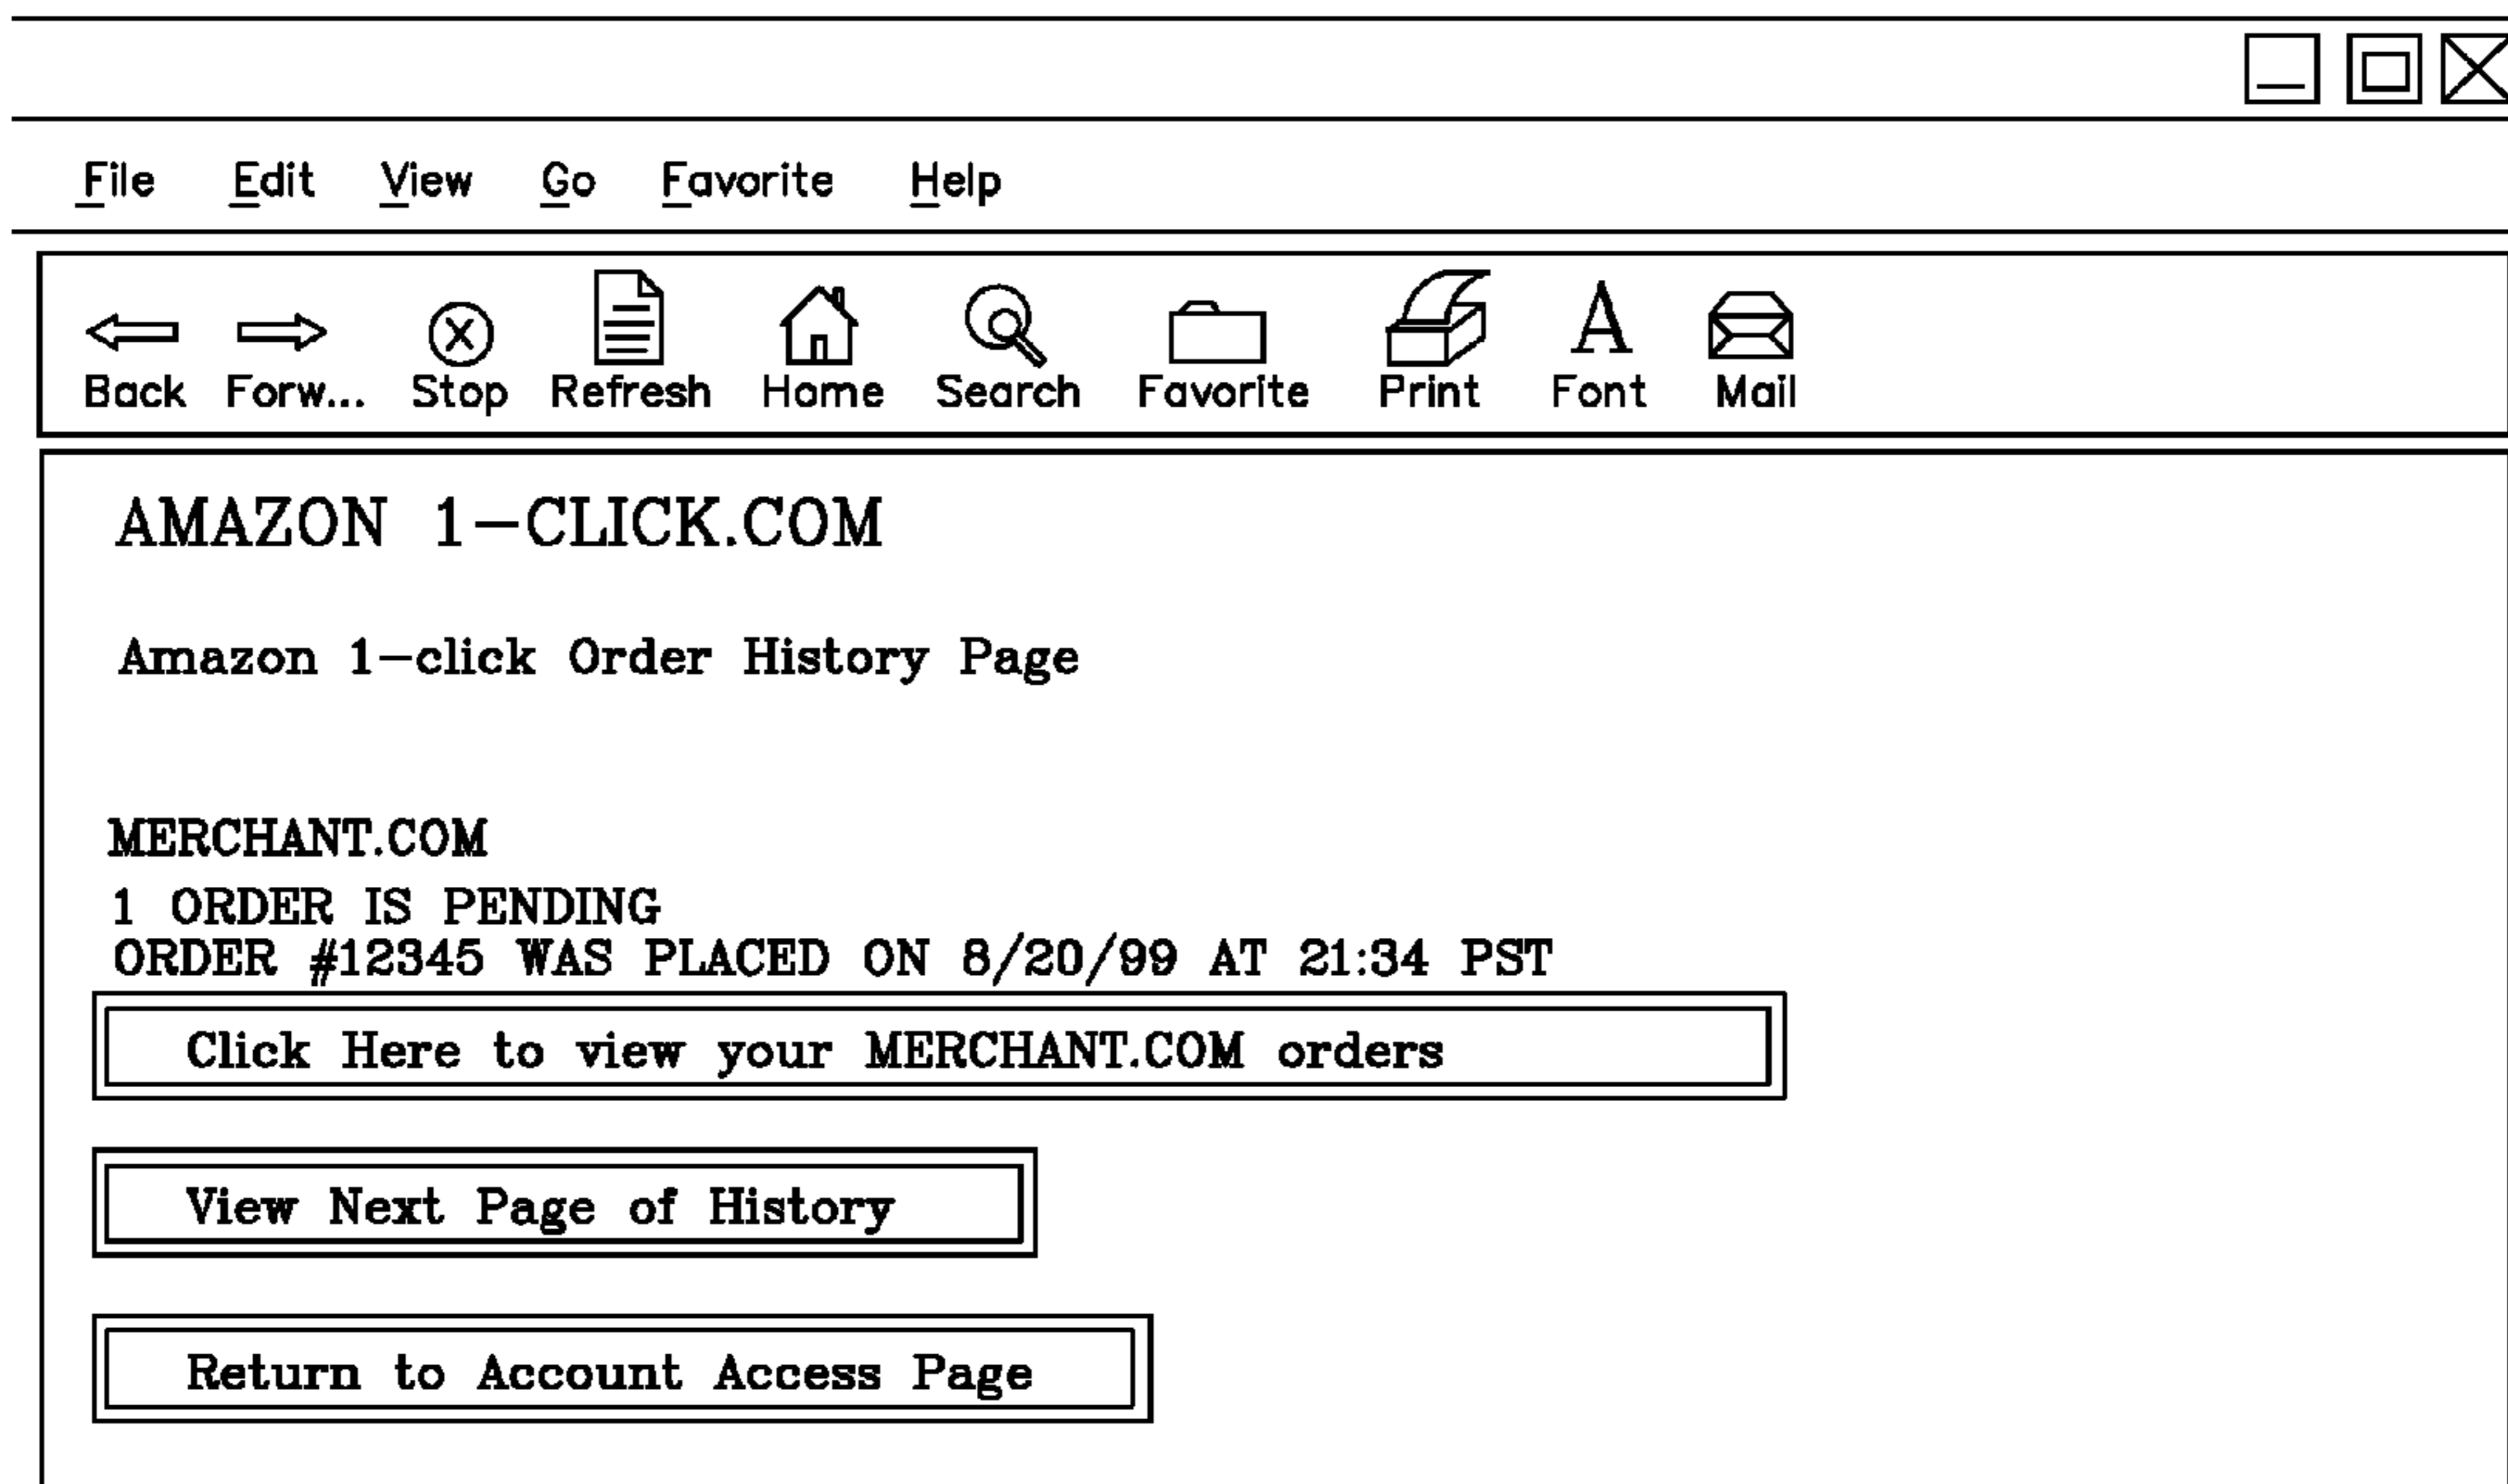 File Edit View Go Favorite Help
Back Forw... Stop Refresh Home Search Favorite Print Font Mail
AMAZON 1-CLICK.COM
Amazon 1-click Order History Page
MERCHANT.COM
1 ORDER IS PENDING
ORDER #12345 WAS PLACED ON 8/20/99 AT 21:34 PST
Click Here to view your MERCHANT.COM orders
View Next Page of History
Return to Account Access Page